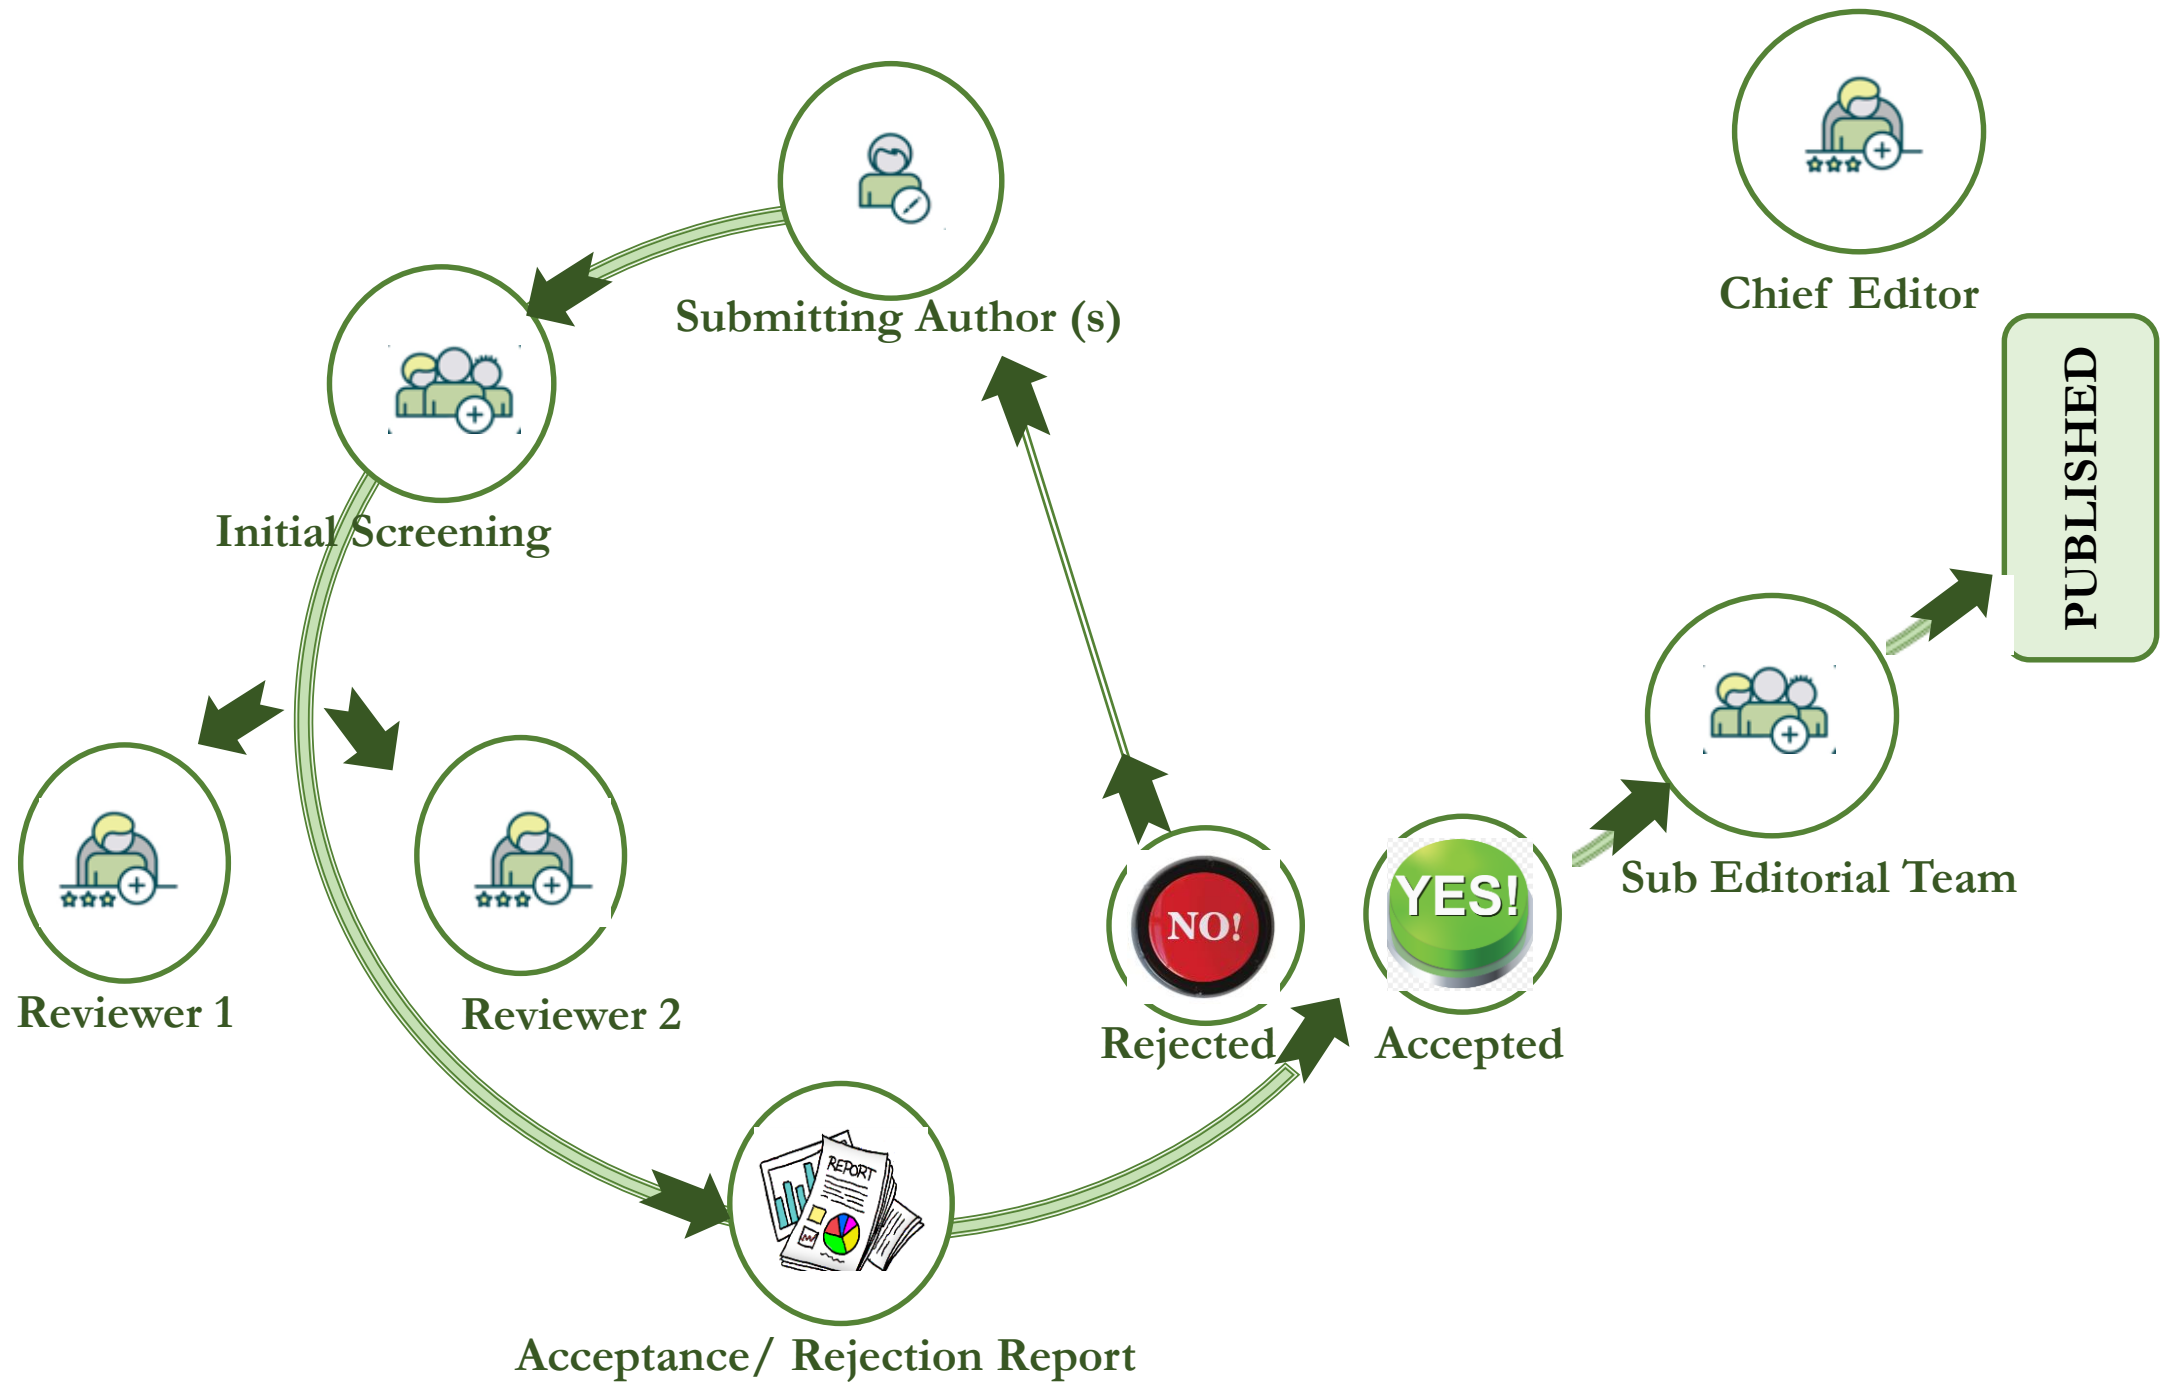 Submitting Author (s)
Chief Editor
PUBLISHED
Initial Screening
Reviewer 1
Reviewer 2
NO!
Rejected
YES!
Accepted
Sub Editorial Team
REPORT
Acceptance/ Rejection Report